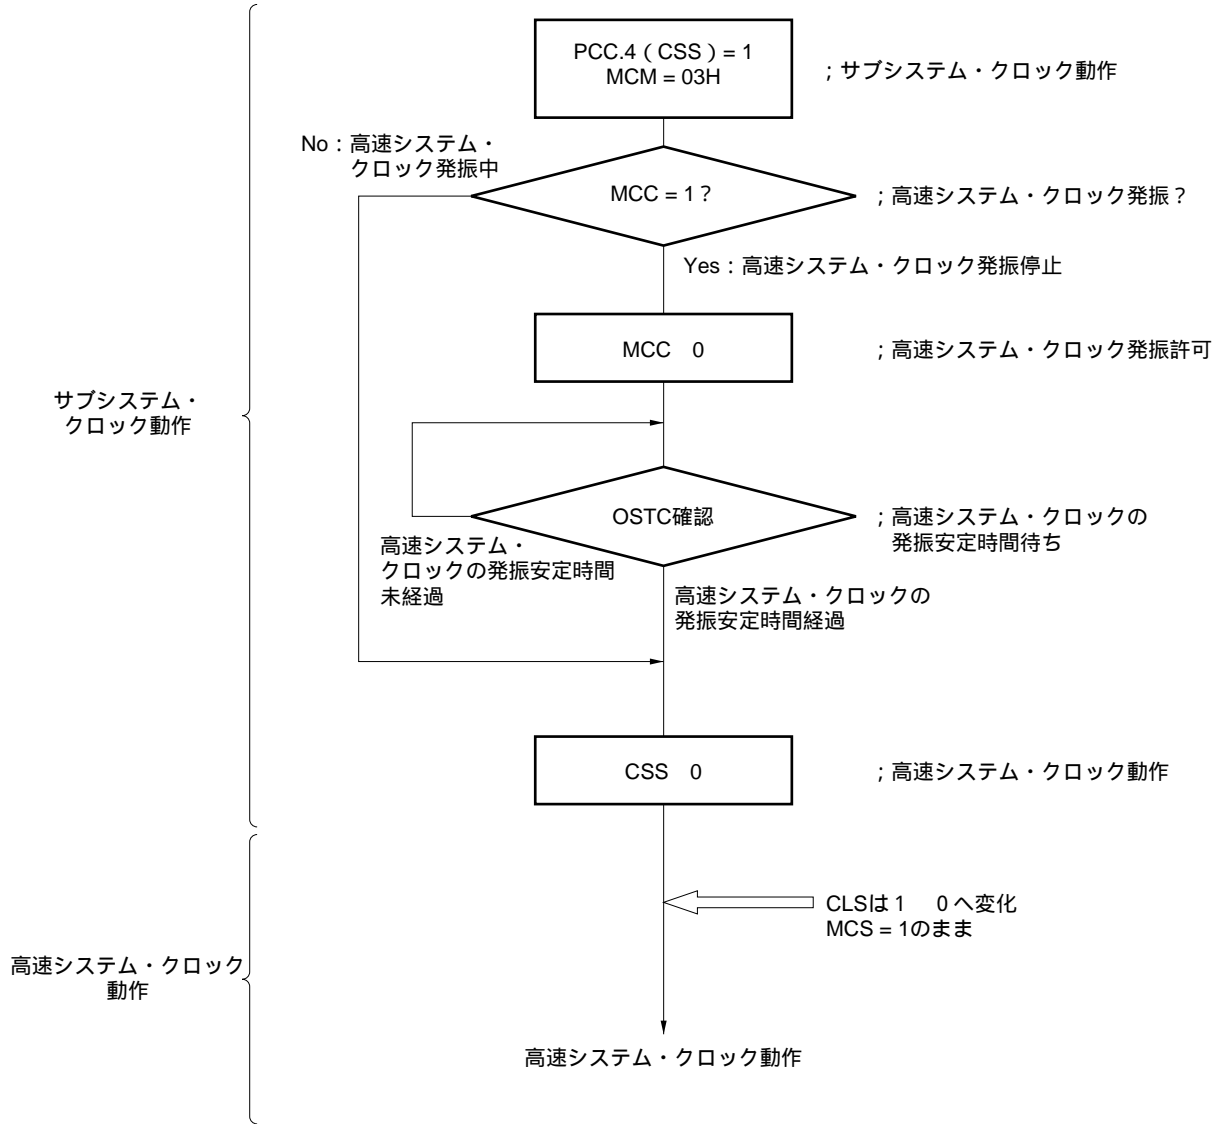 PCC.4（CSS）= 1
MCM = 03H
；サブシステム・クロック動作
No：高速システム・
クロック発振中
MCC = 1？
；高速システム・クロック発振？
Yes：高速システム・クロック発振停止
MCC 0
；高速システム・クロック発振許可
サブシステム・
クロック動作
OSTC確認
；高速システム・クロックの
発振安定時間待ち
高速システム・
クロックの発振安定時間
未経過
高速システム・クロックの
発振安定時間経過
CSS 0
；高速システム・クロック動作
CLSは1 0へ変化
MCS = 1のまま
高速システム・クロック
動作
高速システム・クロック動作